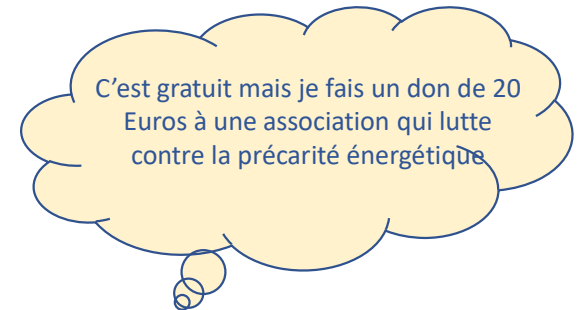 C’est gratuit mais je fais un don de 20
Euros à une association qui lutte
contre la précarité énergétique